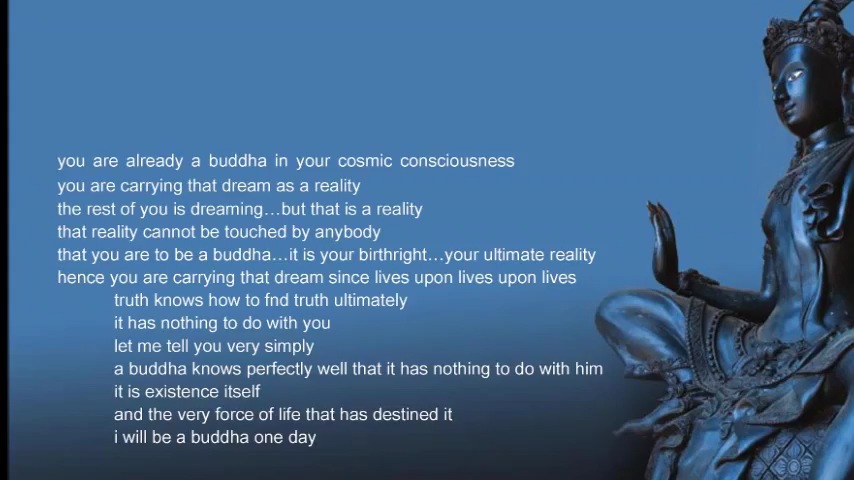 you are already a buddha in your cosmic consciousness
you are carrying that dream as a reality
the rest of you is dreaming…but that is a reality
that reality cannot be touched by anybody
that you are to be a buddha…it is your birthright…your ultimate reality
hence you are carrying that dream since lives upon lives upon lives
truth knows how to fnd truth ultimately
it has nothing to do with you
let me tell you very simply
a buddha knows perfectly well that it has nothing to do with him
it is existence itself
and the very force of life that has destined it
i will be a buddha one day